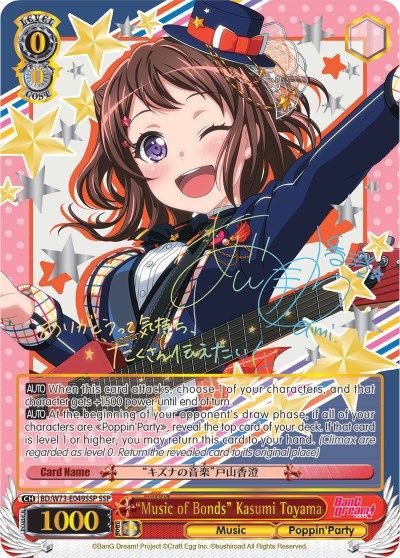 LEVEL
0
0
COST
ありがとうって気持ち、
たくさん伝えたい!
AUTO When this card attacks, choose 1 of your characters, and that
character gets +1500 power until end of turn.
AUTO At the beginning of your opponent's draw phase, if all of your
characters are «Poppin'Party», reveal the top card of your deck. If that card
is level 1 or higher, you may return this card to your hand. (Climax are
regarded as level 0. Return the revealed card to its original place)
Card Name
“キズナの音楽”戸山香澄
CH BD/W73-E049SSP SSP
"Music of Bonds" Kasumi Toyama
BanG Dream!
POWER
1000
SOUL
Music
Poppin'Party
©BanG Dream! Project ©Craft Egg Inc. ©bushiroad All Rights Reserved.